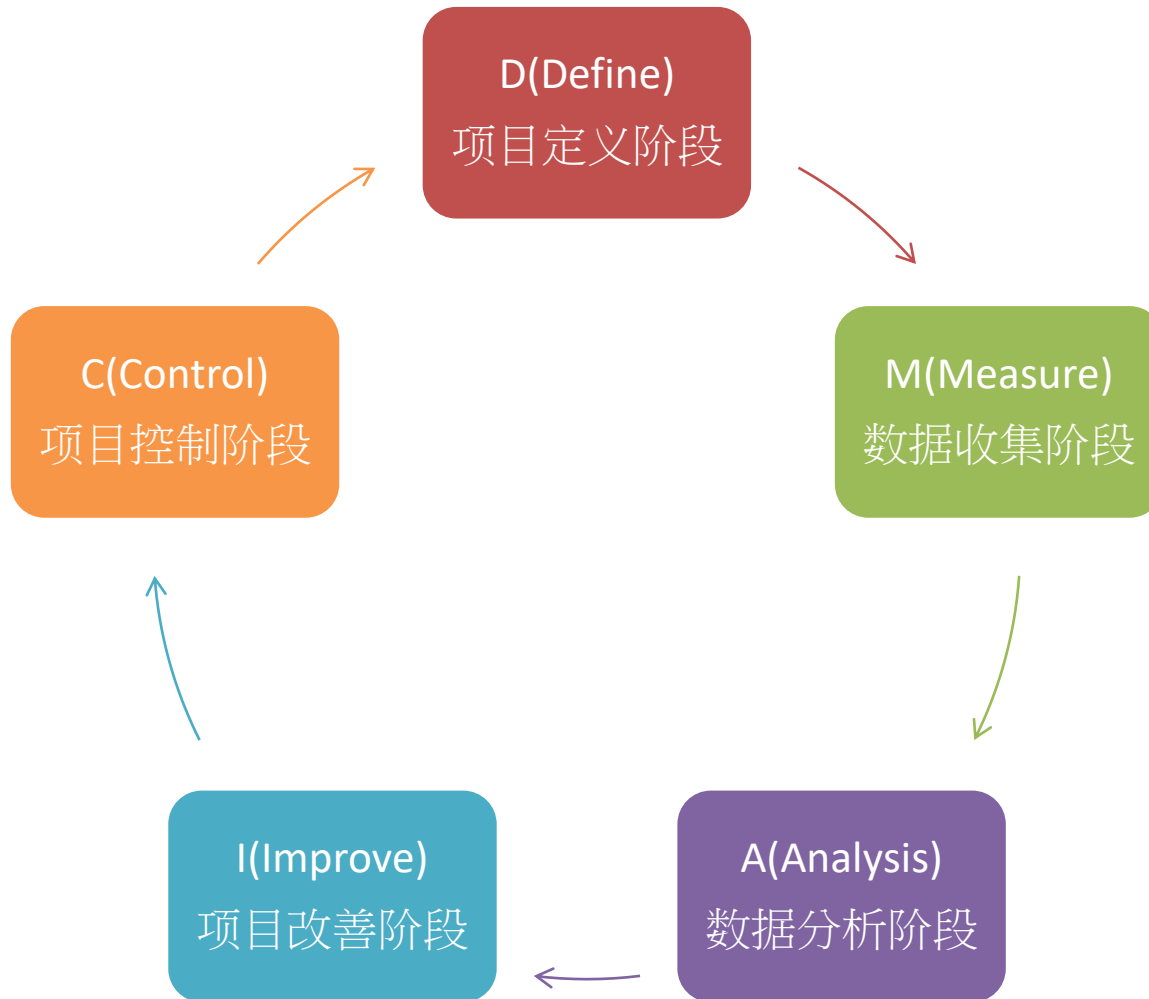 D(Define)
项目定义阶段
M(Measure)
数据收集阶段
A(Analysis)
数据分析阶段
I(Improve)
项目改善阶段
C(Control)
项目控制阶段